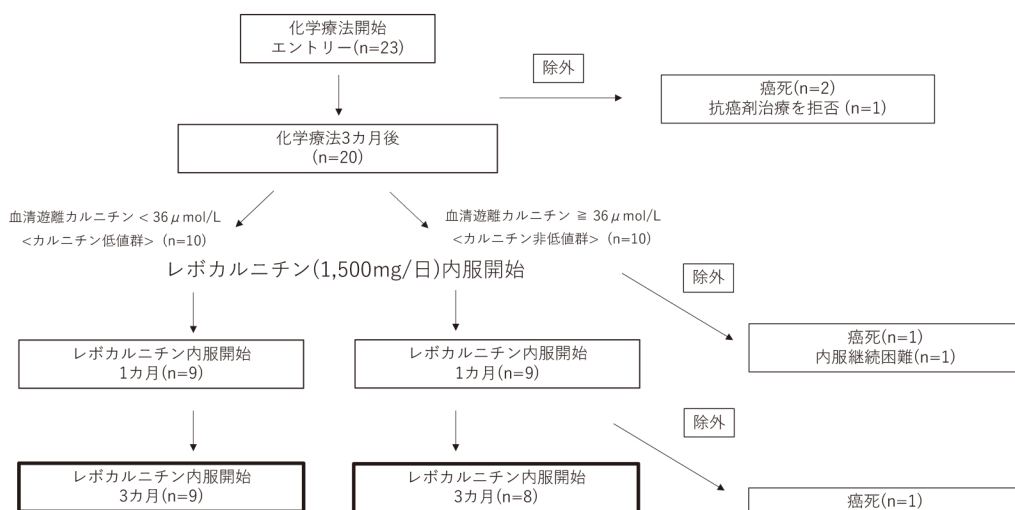 化学療法開始
エントリー(n=23)
除外
癌死(n=2)
抗癌剤治療を拒否 (n=1)
化学療法3カ月後
(n=20)
血清遊離カルニチン < 36μmol/L
<カルニチン低値群> (n=10)
血清遊離カルニチン ≧ 36μmol/L
<カルニチン非低値群> (n=10)
レボカルニチン(1,500mg/日)内服開始
除外
癌死(n=1)
内服継続困難(n=1)
レボカルニチン内服開始
1カ月(n=9)
レボカルニチン内服開始
1カ月(n=9)
除外
癌死(n=1)
レボカルニチン内服開始
3カ月(n=9)
レボカルニチン内服開始
3カ月(n=8)